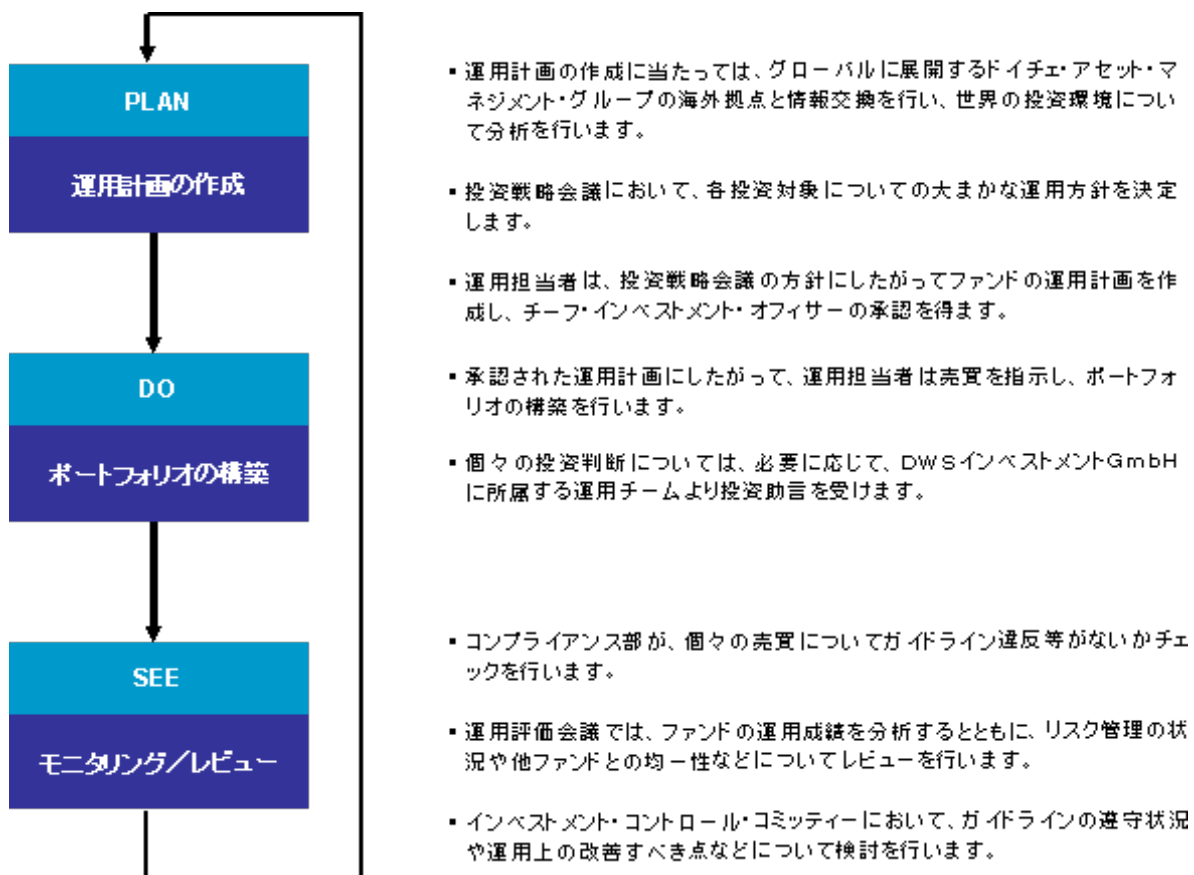 PLAN
運用計画の作成
▪ 運用計画の作成に当たっては、グローバルに展開するドイチェ・アセット・マ
ネジメント・グループの海外拠点と情報交換を行い、世界の投資環境につい
て分析を行います。
▪ 投資戦略会議において、各投資対象についての大まかな運用方針を決定
します。
▪ 運用担当者は、投資戦略会議の方針にしたがってファンドの運用計画を作
成し、チーフ・インベストメント・オフィサーの承認を得ます。
DO
ポートフォリオの構築
▪ 承認された運用計画にしたがって、運用担当者は売買を指示し、ポートフォ
リオの構築を行います。
▪ 個々の投資判断については、必要に応じて、DWSインベストメントGmbH
に所属する運用チームより投資助言を受けます。
SEE
モニタリング／レビュー
▪ コンプライアンス部が、個々の売買についてガイドライン違反等がないかチェ
ックを行います。
▪ 運用評価会議では、ファンドの運用成績を分析するとともに、リスク管理の状
況や他ファンドとの均一性などについてレビューを行います。
▪ インベストメント・コントロール・コミッティーにおいて、ガイドラインの遵守状況
や運用上の改善すべき点などについて検討を行います。